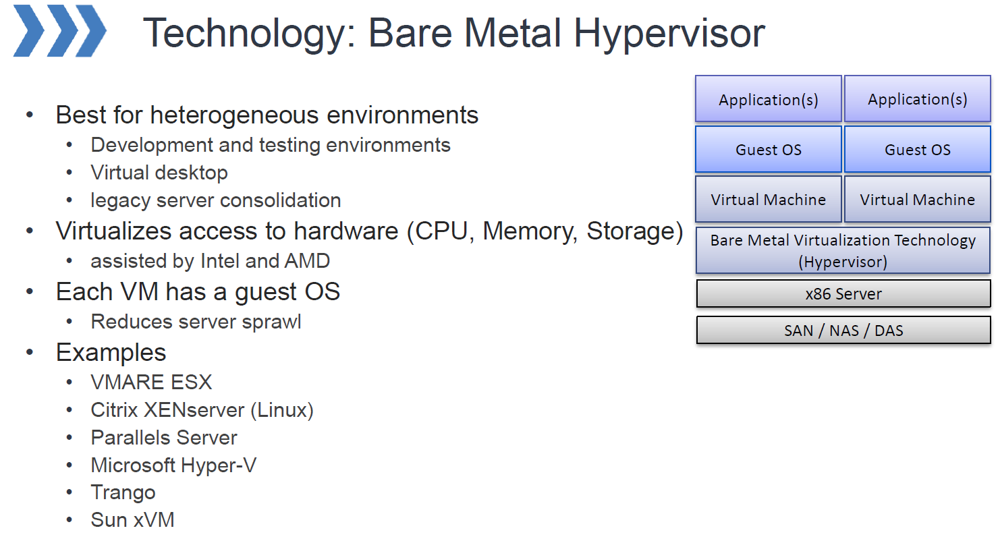 Technology: Bare Metal Hypervisor
• Best for heterogeneous environments
• Development and testing environments
• Virtual desktop
• legacy server consolidation
• Virtualizes access to hardware (CPU, Memory, Storage)
• assisted by Intel and AMD
• Each VM has a guest OS
• Reduces server sprawl
• Examples
• VMARE ESX
• Citrix XENserver (Linux)
• Parallels Server
• Microsoft Hyper-V
• Trango
• Sun xVM
Application(s) Application(s)
Guest OS Guest OS
Virtual Machine Virtual Machine
Bare Metal Virtualization Technology
(Hypervisor)
x86 Server
SAN / NAS / DAS